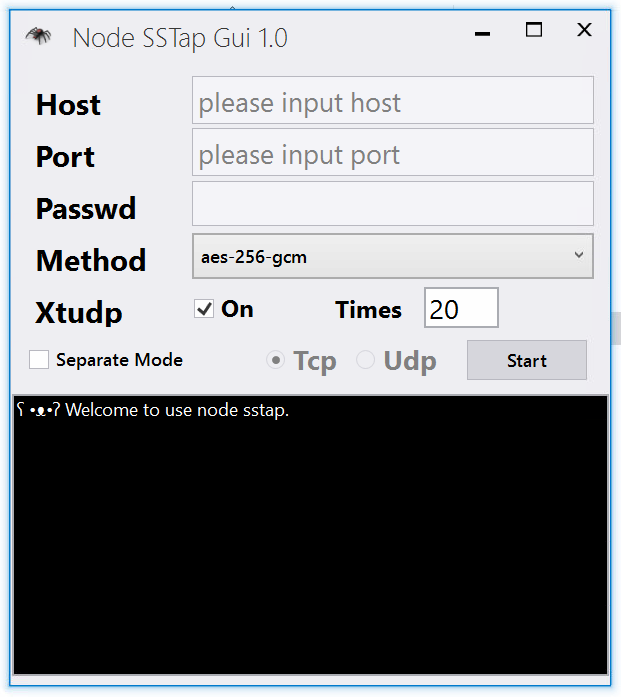 Node SSTap Gui 1.0
Host please input host
Port please input port
Passwd
Method aes-256-gcm
Xtudp On Times 20
Separate Mode Tcp Udp Start
ʕ •ᴥ•ʔ Welcome to use node sstap.